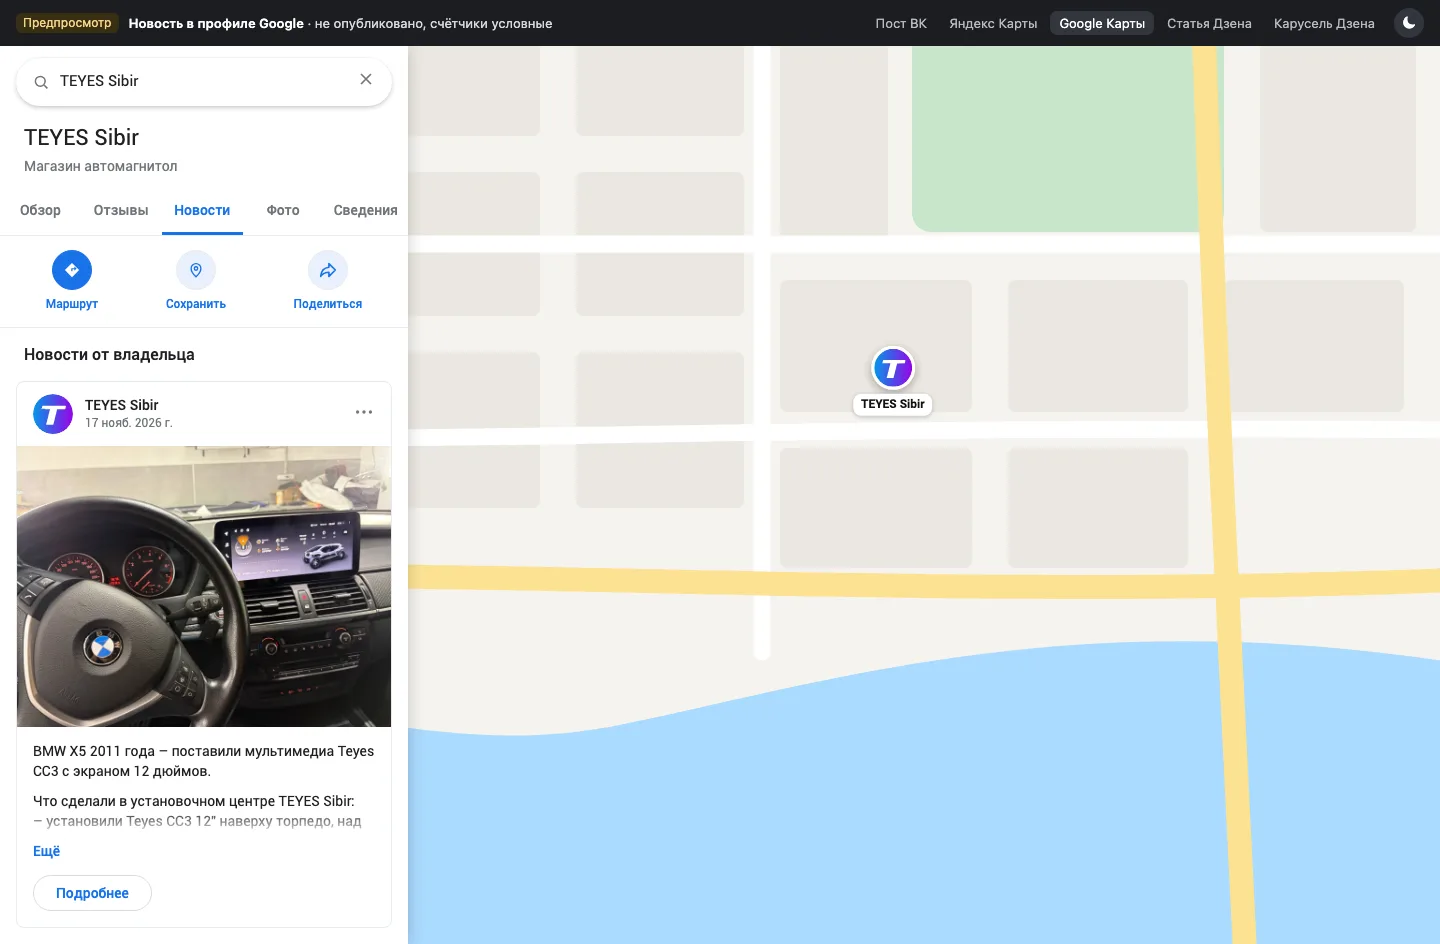 Предпросмотр Новость в профиле Google · не опубликовано, счётчики условные
Пост ВК Яндекс Карты Google Карты Статья Дзена Карусель Дзена
TEYES Sibir
TEYES Sibir
Магазин автомагнитол
Обзор Отзывы Новости Фото Сведения
Маршрут Сохранить Поделиться
Новости от владельца
TEYES Sibir
17 нояб. 2026 г.
BMW X5 2011 года – поставили мультимедиа Teyes
CC3 с экраном 12 дюймов.
Что сделали в установочном центре TEYES Sibir:
– установили Teyes CC3 12” наверху торпедо, над
Ещё
Подробнее
T
TEYES Sibir